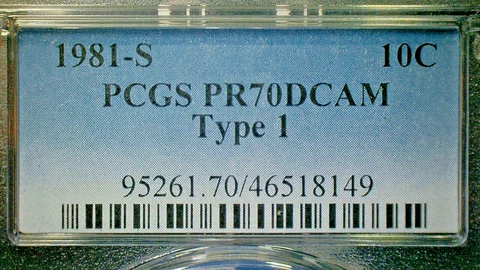 1981-S 10C
PCGS PR70DCAM
Type 1
95261.70/46518149